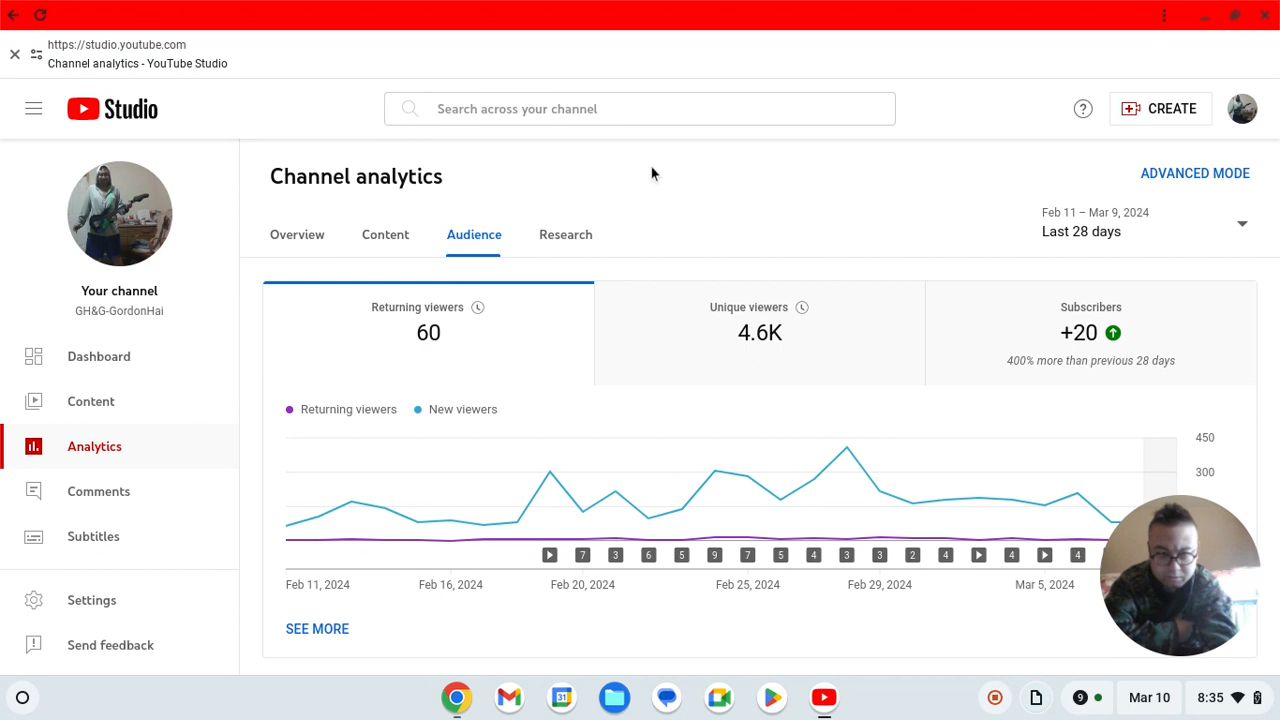 https://studio.youtube.com
Channel analytics - YouTube Studio
Studio
Search across your channel
CREATE
Channel analytics
ADVANCED MODE
Feb 11 – Mar 9, 2024
Last 28 days
Overview
Content
Audience
Research
Your channel
GH&G-GordonHai
Dashboard
Content
Analytics
Comments
Subtitles
Settings
Send feedback
Returning viewers
60
Unique viewers
4.6K
Subscribers
+20
400% more than previous 28 days
Returning viewers
New viewers
450
300
7 3 6 5 9 7 5 4 3 3 2 4 4 4
Feb 11, 2024
Feb 16, 2024
Feb 20, 2024
Feb 25, 2024
Feb 29, 2024
Mar 5, 2024
SEE MORE
31
9
Mar 10
8:35